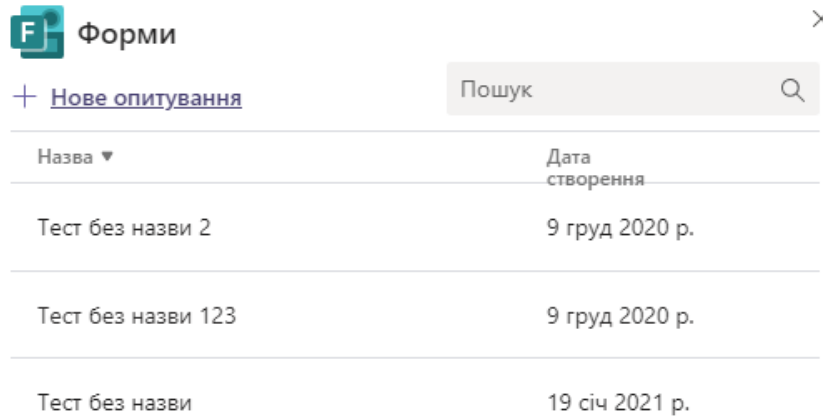 F Форми
+ Нове опитування
Пошук
Назва ▼ Дата створення
Тест без назви 2 9 груд 2020 р.
Тест без назви 123 9 груд 2020 р.
Тест без назви 19 січ 2021 р.